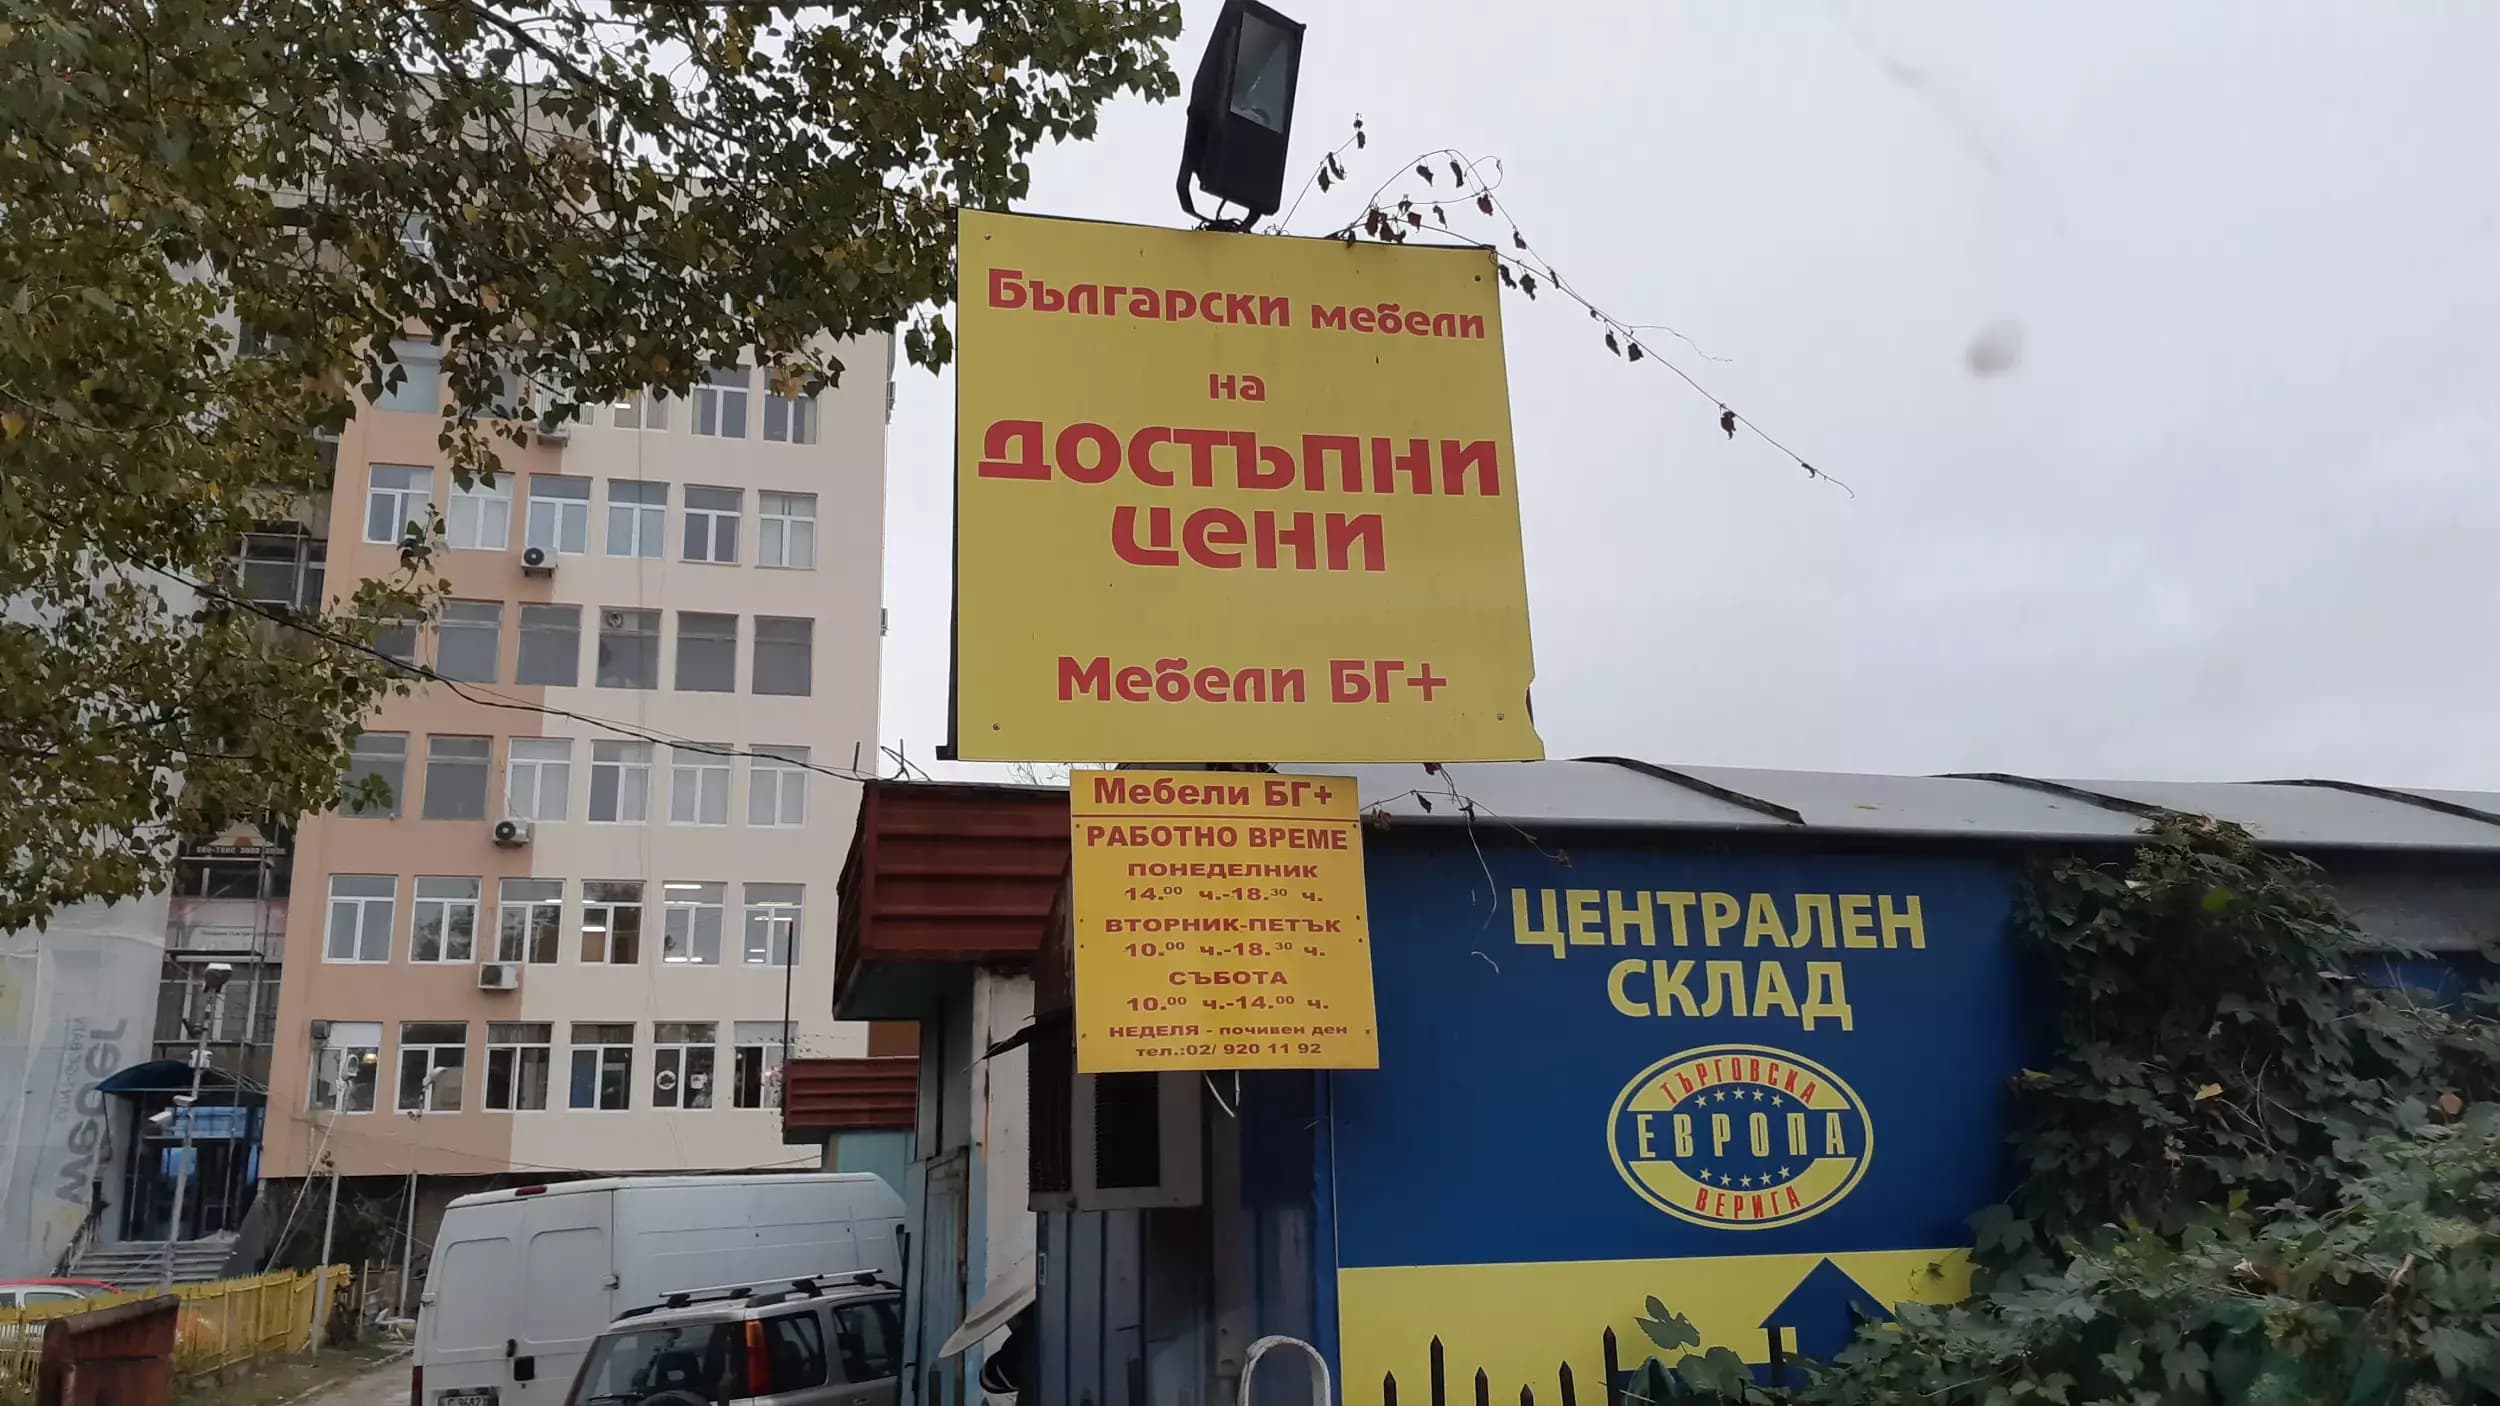 Български мебели
на
ДОСТЪПНИ
ЦЕНИ
Мебели БГ+
Мебели БГ+
РАБОТНО ВРЕМЕ
ПОНЕДЕЛНИК
14.00 ч.-18.30 ч.
ВТОРНИК-ПЕТЪК
10.00 ч.-18.30 ч.
СЪБОТА
10.00 ч.-14.00 ч.
НЕДЕЛЯ - почивен ден
тел.:02/ 920 11 92
ЦЕНТРАЛЕН
СКЛАД
ТЪРГОВСКА
ЕВРОПА
ВЕРИГА
weber